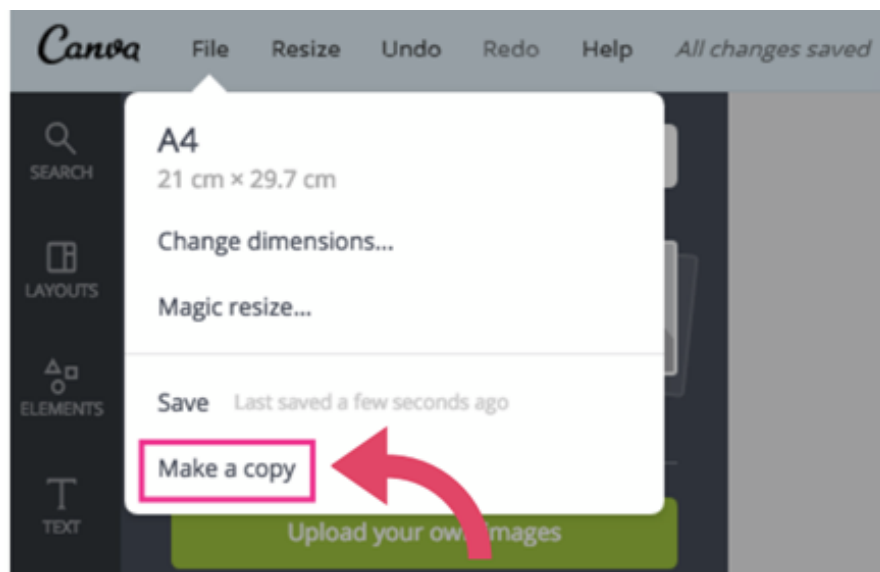 Canva File Resize Undo Redo Help All changes saved
SEARCH
LAYOUTS
ELEMENTS
TEXT
A4
21 cm × 29.7 cm
Change dimensions...
Magic resize...
Save Last saved a few seconds ago
Make a copy
Upload your own images